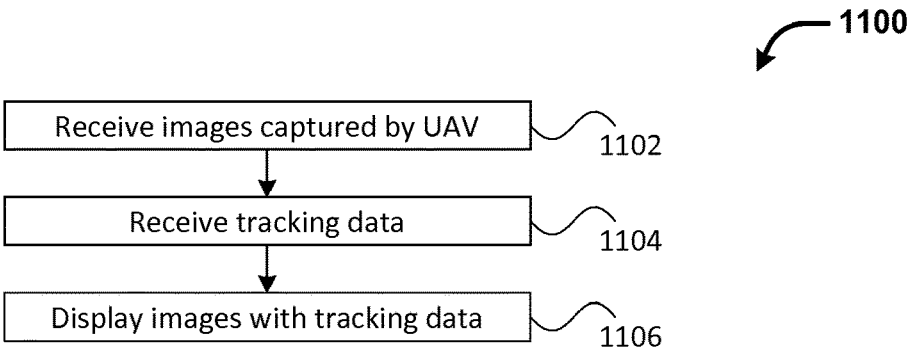 1100
Receive images captured by UAV
1102
Receive tracking data
1104
Display images with tracking data
1106